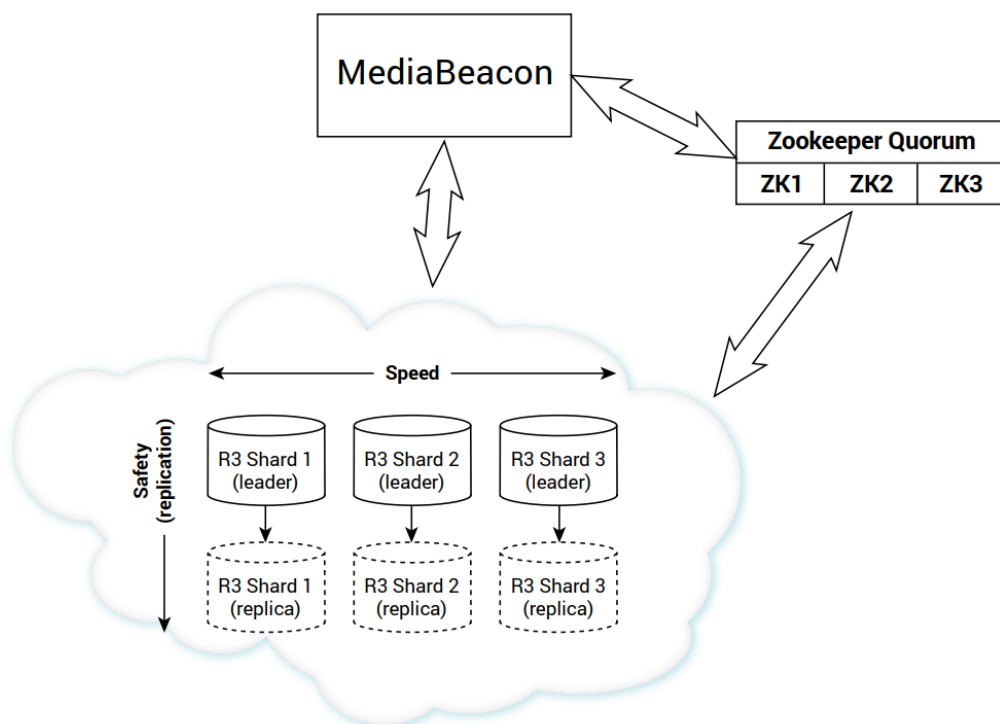 MediaBeacon
Zookeeper Quorum
ZK1 ZK2 ZK3
Speed
Safety
(replication)
R3 Shard 1
(leader)
R3 Shard 2
(leader)
R3 Shard 3
(leader)
R3 Shard 1
(replica)
R3 Shard 2
(replica)
R3 Shard 3
(replica)